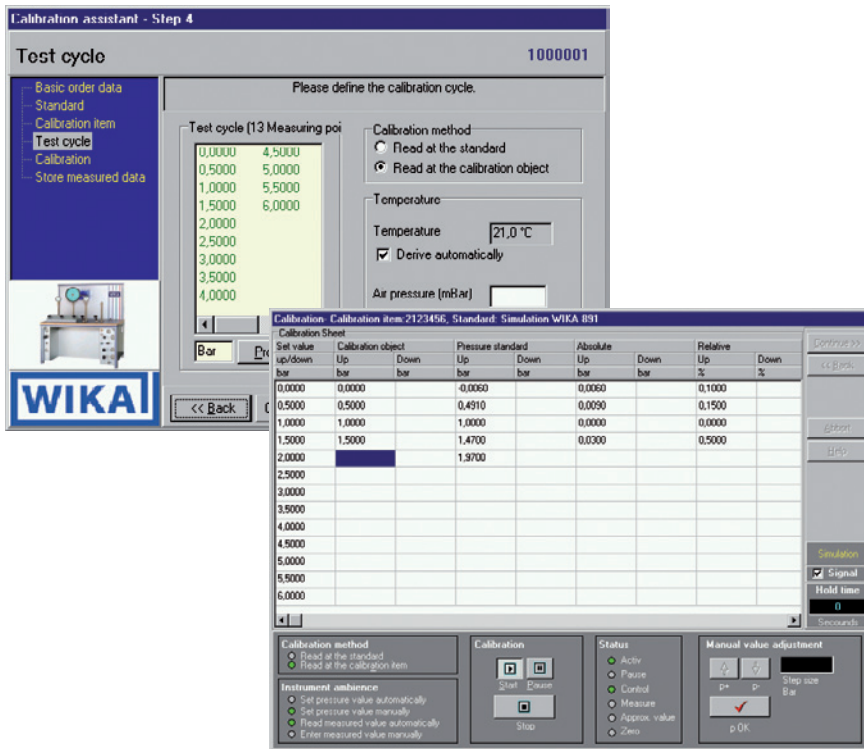 Calibration assistant - Step 4
Test cycle 1000001
Basic order data
Standard
Calibration item
Test cycle
Calibration
Store measured data
Please define the calibration cycle.
Test cycle (13 Measuring poi
0,0000 4,5000
0,5000 5,0000
1,0000 5,5000
1,5000 6,0000
2,0000
2,5000
3,0000
3,5000
4,0000
Bar
Calibration method
Read at the standard
Read at the calibration object
Temperature
Temperature 21,0 °C
Derive automatically
Air pressure (mBar)
WIKA
<< Back
Calibration- Calibration item:2123456, Standard: Simulation WIKA 891
Calibration Sheet
Set value Calibration object Pressure standard Absolute Relative
up/down Up Down Up Down Up Down Up Down
bar bar bar bar bar bar bar % %
0,0000 0,0000 -0,0060 0,0060 0,1000
0,5000 0,5000 0,4910 0,0090 0,1500
1,0000 1,0000 1,0000 0,0000 0,0000
1,5000 1,5000 1,4700 0,0300 0,5000
2,0000 1,9700
2,5000
3,0000
3,5000
4,0000
4,5000
5,0000
5,5000
6,0000
Continue >>
<< Back
Abbort
Help
Simulation
Signal
Hold time
0
Secounds
Calibration method
Read at the standard
Read at the calibration item
Instrument ambience
Set pressure value automatically
Set pressure value manually
Read measured value automatically
Enter measured value manually
Calibration
Start Pause
Stop
Status
Activ
Pause
Control
Measure
Approx. value
Zero
Manual value adjustment
p+ p-
Step size
Bar
p OK